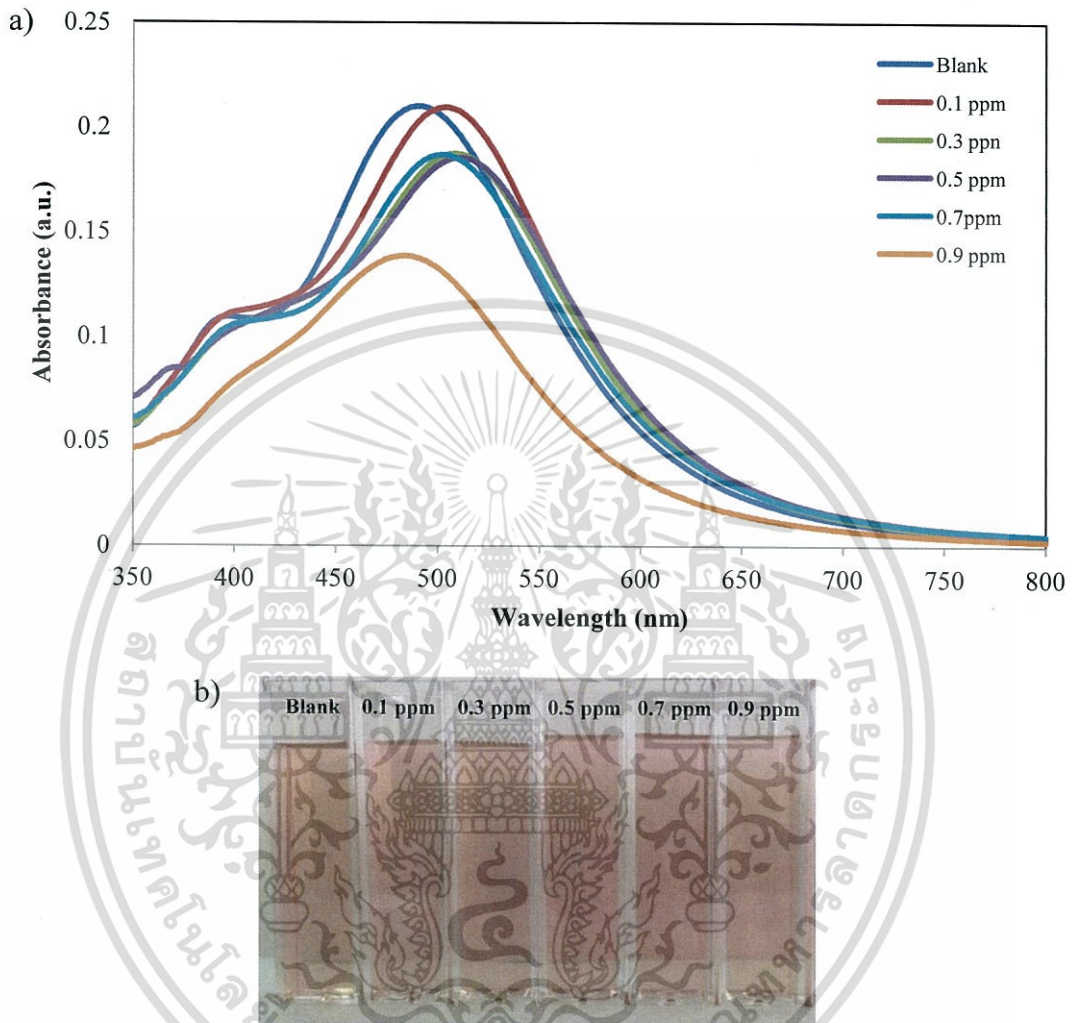 a)
0.25
0.2
0.15
0.1
0.05
0
Absorbance (a.u.)
350 400 450 500 550 600 650 700 750 800
Wavelength (nm)
Blank
0.1 ppm
0.3 ppn
0.5 ppm
0.7ppm
0.9 ppm
b)
Blank 0.1 ppm 0.3 ppm 0.5 ppm 0.7 ppm 0.9 ppm